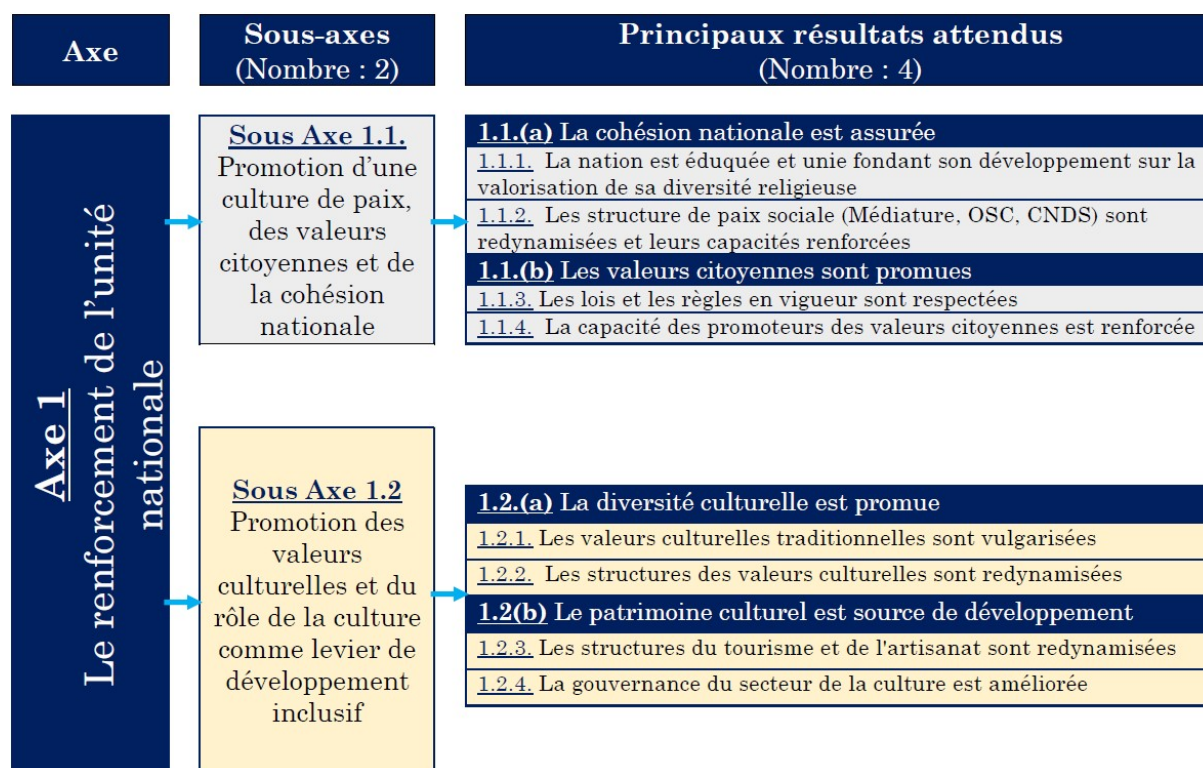 Axe
Sous-axes
(Nombre : 2)
Principaux résultats attendus
(Nombre : 4)
Axe 1
Le renforcement de l'unité
nationale
Sous Axe 1.1.
Promotion d'une
culture de paix,
des valeurs
citoyennes et de
la cohésion
nationale
1.1.(a) La cohésion nationale est assurée
1.1.1. La nation est éduquée et unie fondant son développement sur la
valorisation de sa diversité religieuse
1.1.2. Les structure de paix sociale (Médiature, OSC, CNDS) sont
redynamisées et leurs capacités renforcées
1.1.(b) Les valeurs citoyennes sont promues
1.1.3. Les lois et les règles en vigueur sont respectées
1.1.4. La capacité des promoteurs des valeurs citoyennes est renforcée
Sous Axe 1.2
Promotion des
valeurs
culturelles et du
rôle de la culture
comme levier de
développement
inclusif
1.2.(a) La diversité culturelle est promue
1.2.1. Les valeurs culturelles traditionnelles sont vulgarisées
1.2.2. Les structures des valeurs culturelles sont redynamisées
1.2(b) Le patrimoine culturel est source de développement
1.2.3. Les structures du tourisme et de l'artisanat sont redynamisées
1.2.4. La gouvernance du secteur de la culture est améliorée